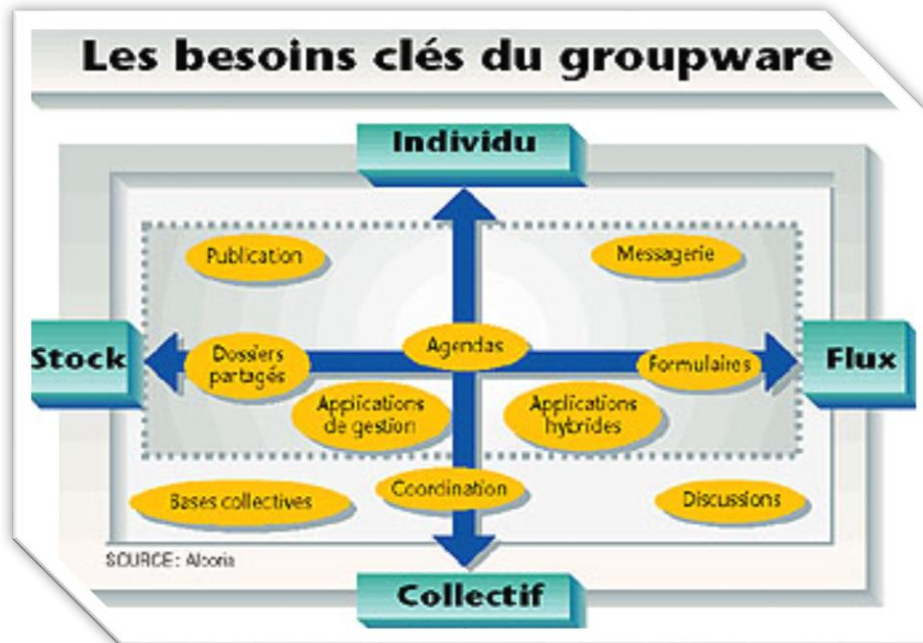 Les besoins clés du groupware
Individu
Publication
Messagerie
Stock
Dossiers
partagés
Agendas
Formulaires
Flux
Applications
de gestion
Applications
hybrides
Bases collectives
Coordination
Discussions
SOURCE:
Collectif